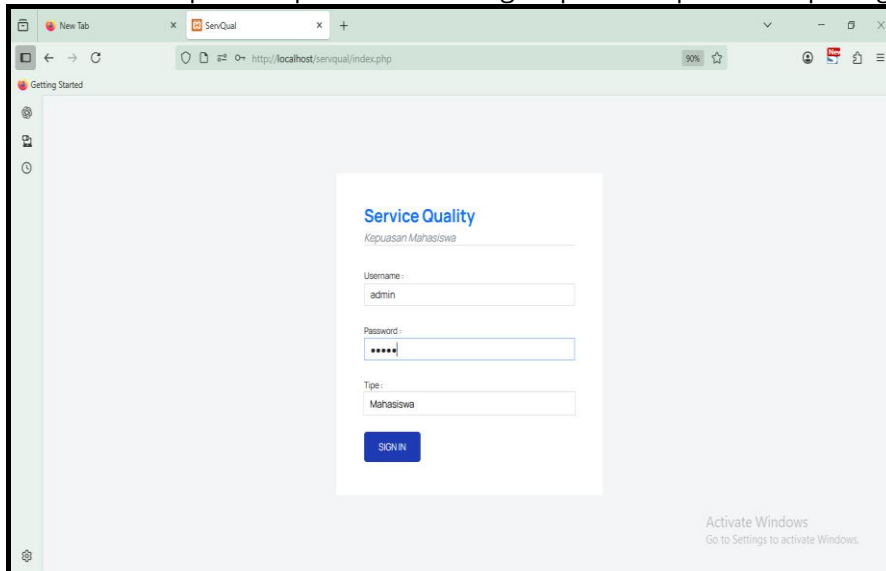 New Tab
ServQual
http://localhost/servqual/index.php
90%
New
Getting Started
Service Quality
Kepuasan Mahasiswa
Username :
admin
Password :
•••••
Tipe :
Mahasiswa
SIGN IN
Activate Windows
Go to Settings to activate Windows.